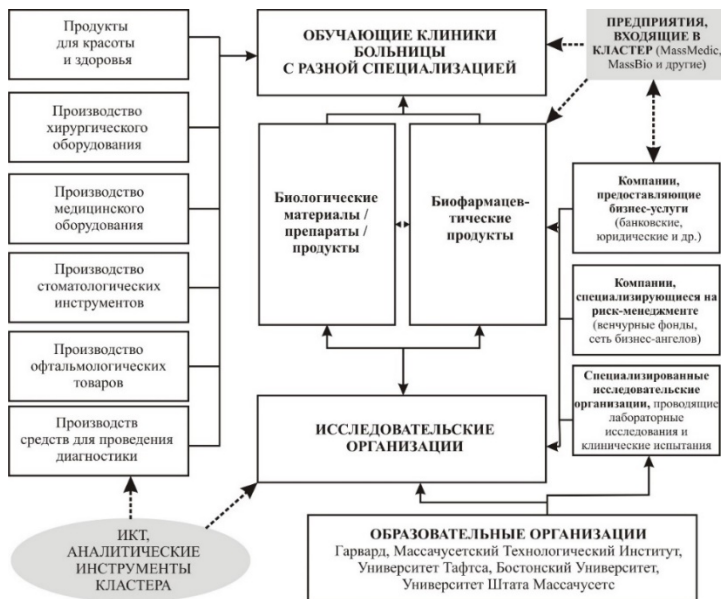 Продукты
для красоты
и здоровья
Производство
хирургического
оборудования
Производство
медицинского
оборудования
Производство
стоматологических
инструментов
Производство
офтальмологических
товаров
Производств
средств для проведения
диагностики
ИКТ,
АНАЛИТИЧЕСКИЕ
ИНСТРУМЕНТЫ
КЛАСТЕРА
ОБУЧАЮЩИЕ КЛИНИКИ
БОЛЬНИЦЫ
С РАЗНОЙ СПЕЦИАЛИЗАЦИЕЙ
Биологические
материалы /
препараты /
продукты
Биофармацев-
тические
продукты
ИССЛЕДОВАТЕЛЬСКИЕ
ОРГАНИЗАЦИИ
ОБРАЗОВАТЕЛЬНЫЕ ОРГАНИЗАЦИИ
Гарвард, Массачусетский Технологический Институт,
Университет Тафтса, Бостонский Университет,
Университет Штата Массачусетс
ПРЕДПРИЯТИЯ,
ВХОДЯЩИЕ В
КЛАСТЕР (MassMedic,
MassBio и другие)
Компании,
предоставляющие
бизнес-услуги
(банковские,
юридические и др.)
Компании,
специализирующиеся на
риск-менеджменте
(венчурные фонды,
сеть бизнес-ангелов)
Специализированные
исследовательские
организации, проводящие
лабораторные
исследования и
клинические испытания